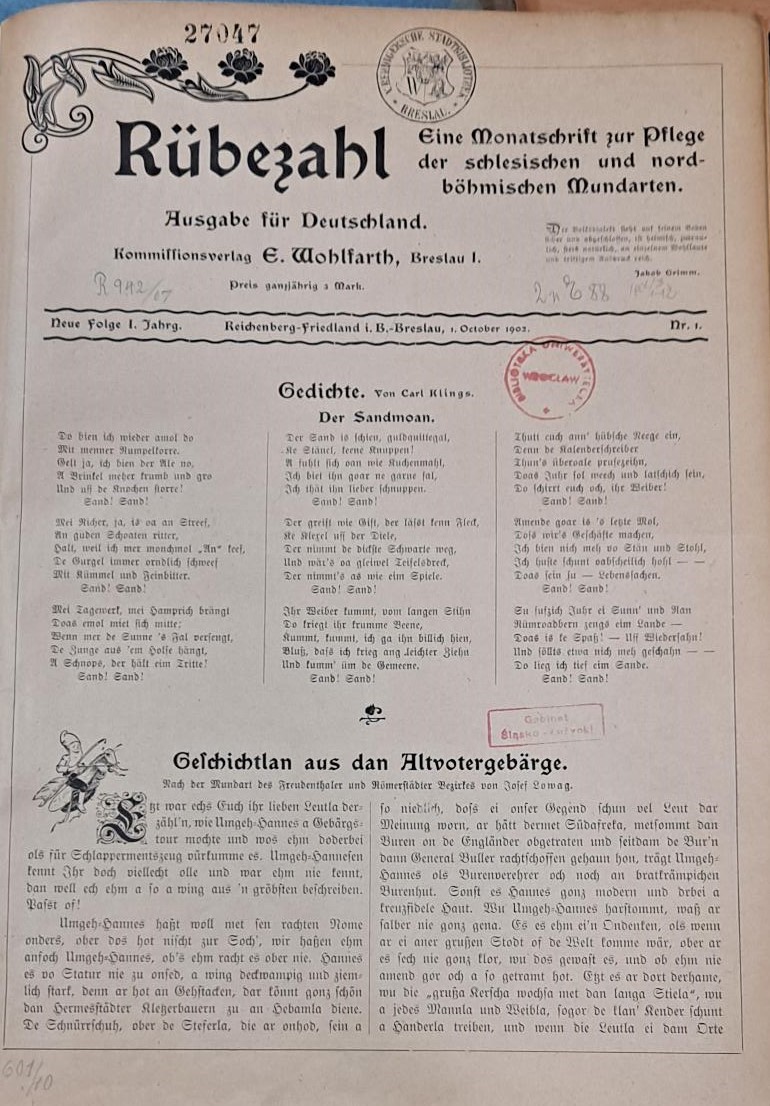 27047
BRESLAU.
Rübezahl
Eine Monatschrift zur Pflege
der schlesischen und nord-
böhmischen Mundarten.
Ausgabe für Deutschland.
Kommissionsverlag E. Wohlfarth, Breslau I.
Preis ganzjährig 2 Mark.
Jakob Grimm.
R 942/07
Neue Folge I. Jahrg.
Reichenberg-Friedland i. B.-Breslau, 1. October 1902.
Nr. 1.
BIBLIOTEKA UNIWERSYTECKA
WROCŁAW
Gedichte. Von Carl Klings.
Der Sandmoan.
Do bien ich wieder amol do
Mit menner Rumpelkorre.
Gelt ja, ich bien der Ale no,
A Brinkel meher krumb und gro
Und uff de Knochen storre!
Sand! Sand!
Mei Richer, ja, is oa an Streef,
An guden Schoaten ritter,
Halt, weil ich mer monchmol „An“ keef,
De Gurgel immer orndlich schweef
Mit Kümmel und Feinbitter.
Sand! Sand!
Mei Tagewerk, mei Hamprich brängt
Doas emol miet sich mitte;
Wenn mer de Sunne 's Fal versengt,
De Zunge aus 'em Holse hängt,
A Schnops, der hält eim Tritte!
Sand! Sand!
Der Sand is schien, guldquittegal,
Ke Stänel, keene Knuppen!
A fuhlt sich oan wie Kuchenmahl,
Ich biel ihn goar ne garne fal,
Ich thät ihn lieber schnuppen.
Sand! Sand!
Der greift wie Gift, der lässt kenn Fleck,
Ke Klexel uff der Diele,
Der nimmt de dickste Schwarte weg,
Und wär's oa gleiwel Teifelsdreck,
Der nimmt's as wie eim Spiele.
Sand! Sand!
Ihr Weiber kummt, vom langen Stihn
Do kriegt ihr krumme Beene,
Kummt, kummt, ich ga ihn billich hien,
Bluß, dass ich krieg ang leichter Ziehn
Und kumm' üm de Gemeene.
Sand! Sand!
Thutt euch ann' hübsche Neege ein,
Denn de Kalenderschreiber
Thun's überoale prufezeihn,
Doas Juhr sol weech und latschich sein,
Do schirrt euch och, ihr Weiber!
Sand! Sand!
Amende goar is 's letzte Mol,
Doss wir's Geschäfte machen,
Ich bien nich meh vo Stän und Stohl,
Ich huste schunt oabscheilich hohl — —
Doas sein su — Lebenssachen.
Sand! Sand!
Su fufzich Juhr ei Sunn' und Ran
Rümroadbern zengs eim Lande —
Doas is ke Spaß! — Uff Wiedersahn!
Und söllts etwa nich meh geschahn — —
Do lieg ich tief eim Sande.
Sand! Sand!
Gabinet
Geschichtlan aus dan Altvotergebärge.
Nach der Mundart des Freudenthaler und Römerstädter Bezirkes von Josef Lowag.
Etzt war echs Euch ihr lieben Leutla der-
zähl'n, wie Umgeh-Hannes a Gebärgs-
tour mochte und wos ehm doderbei
ols für Schlappermentszeug vürkumme es. Umgeh-Hannesen
kennt Ihr doch viellecht olle und war ehm nie kennt,
dan well ech ehm a so a wing aus 'n gröbsten beschreiben.
Passt of!
Umgeh-Hannes haßt woll met sen rachten Nome
onders, ober dos hot nischt zur Soch', wir haßen ehm
anfoch Umgeh-Hannes, ob's ehm racht es ober nie. Hannes
es vo Statur nie zu onsed, a wing deckwampig und ziem-
lich stark, denn ar hot an Gehstacken, dar könnt gonz schön
dan Hermesstädter Kletzerbauern zu an Hebamla diene.
De Schnürrschuh, ober de Steferla, die ar onhod, sein a
so niedlich, doss ei onser Gegend schun vel Leut dar
Meinung worn, ar hätt dermet Südafreka, metsommt dan
Buren on de Engländer obgetraten und seitdam de Bur'n
dann General Buller rachtschoffen gehaun hon, trägt Umgeh-
Hannes ols Burenverehrer och noch an bratkrämpichen
Burenhut. Sonst es Hannes gonz modern und drbei a
kreuzfidele Haut. Wu Umgeh-Hannes harstommt, waß ar
salber nie gonz gena. Es es ehm ei'n Ondenken, ols wenn
ar ei aner grußen Stodt of de Welt komme wär, ober ar
es sech nie gonz klor, wu dos gewast es, und ob ehm nie
amend gor och a so getramt hot. Etzt es ar dort derhame,
wu die „grußa Kerscha wochsa met dan langa Stiela“, wu
a jedes Mannla und Weibla, sogor de klan' Kender schunt
a Handerla treiben, und wenn die Leutla ei dam Orte